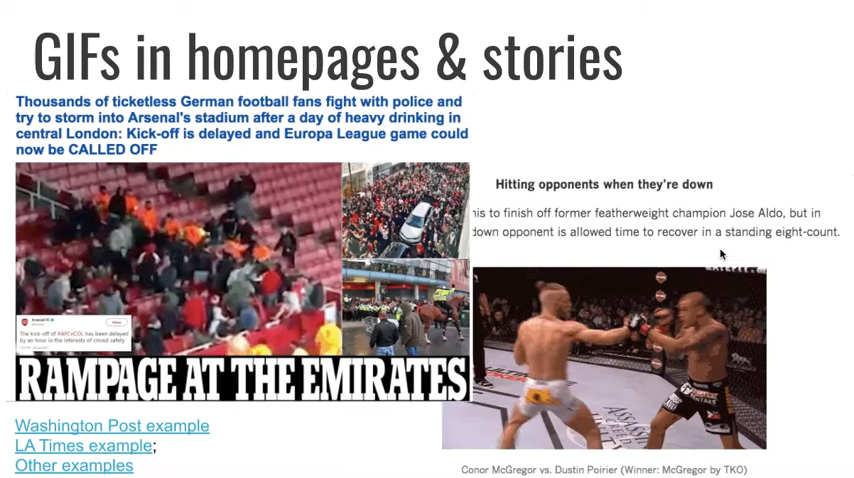 GIFs in homepages & stories
Thousands of ticketless German football fans fight with police and
try to storm into Arsenal's stadium after a day of heavy drinking in
central London: Kick-off is delayed and Europa League game could
now be CALLED OFF
Hitting opponents when they're down
his to finish off former featherweight champion Jose Aldo, but in
down opponent is allowed time to recover in a standing eight-count.
Arsenal FC
Follow
The kick off of #AFCvCOL has been delayed
by an hour in the interests of crowd safety
RAMPAGE AT THE EMIRATES
Washington Post example
LA Times example;
Other examples
Conor McGregor vs. Dustin Poirier (Winner: McGregor by TKO)